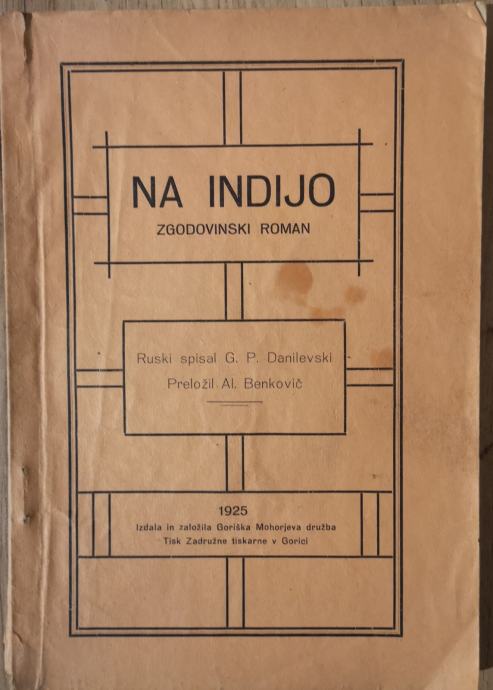 NA INDIJO
ZGODOVINSKI ROMAN
Ruski spisal G. P. Danilevski
Preložil Al. Benkovič
1925
Izdala in založila Goriška Mohorjeva družba
Tisk Zadružne tiskarne v Gorici